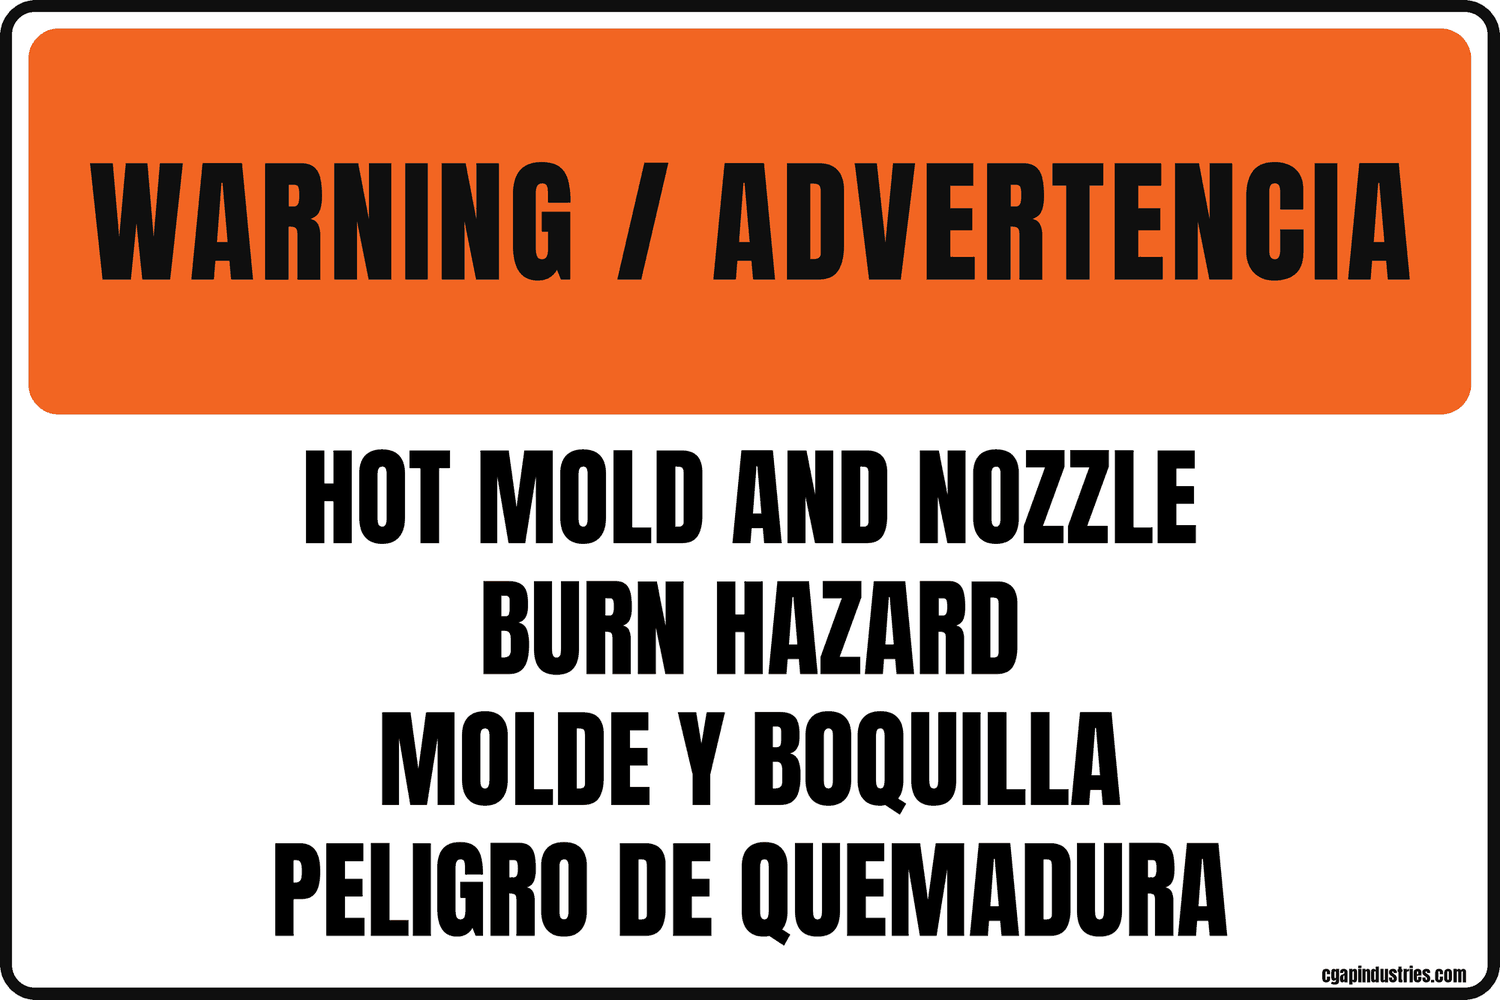 WARNING / ADVERTENCIA
HOT MOLD AND NOZZLE
BURN HAZARD
MOLDE Y BOQUILLA
PELIGRO DE QUEMADURA
cgapindustries.com